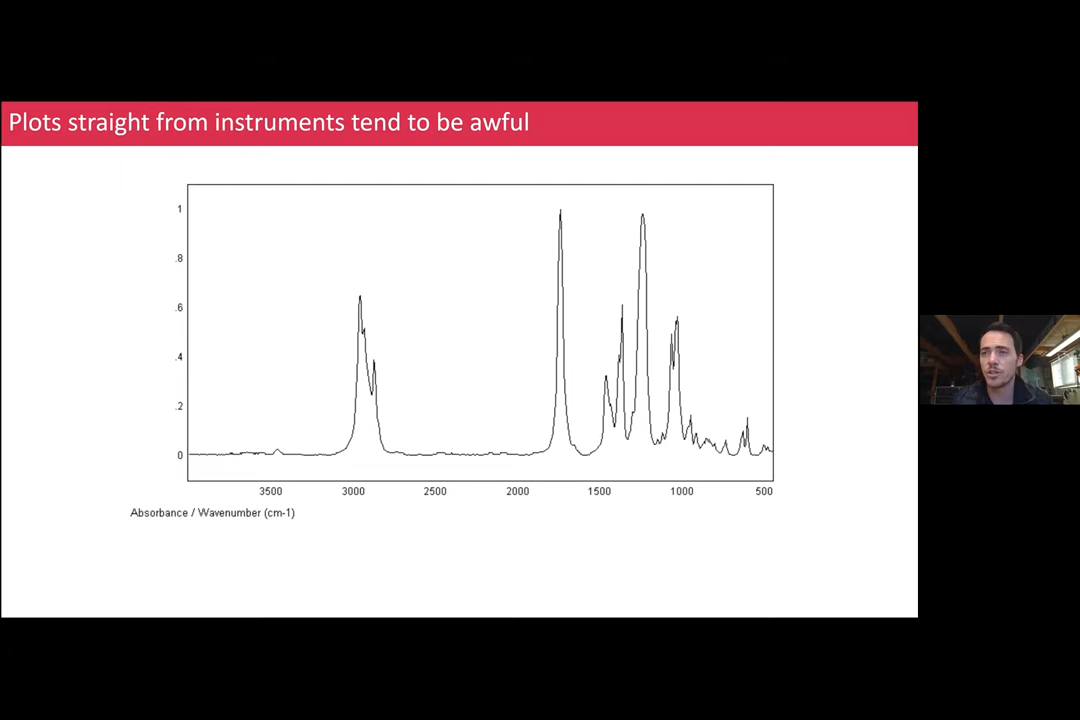 Plots straight from instruments tend to be awful
1
.8
.6
.4
.2
0
3500 3000 2500 2000 1500 1000 500
Absorbance / Wavenumber (cm-1)